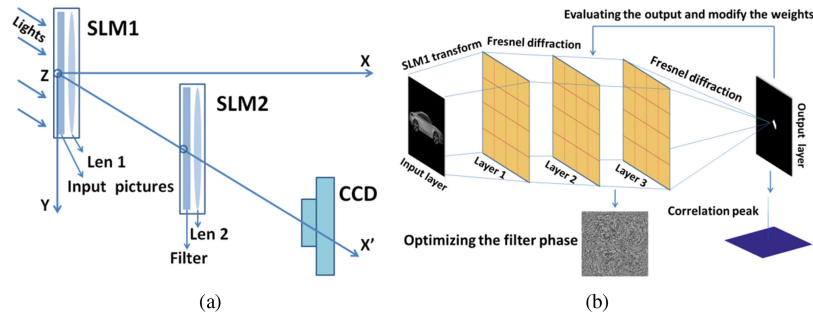 Lights
SLM1
Z
X
SLM2
Len 1
Input pictures
Y
Len 2
Filter
CCD
X'
(a)
Evaluating the output and modify the weights
SLM1 transform
Fresnel diffraction
Fresnel diffraction
Input layer
Layer 1
Layer 2
Layer 3
Output layer
Optimizing the filter phase
Correlation peak
(b)